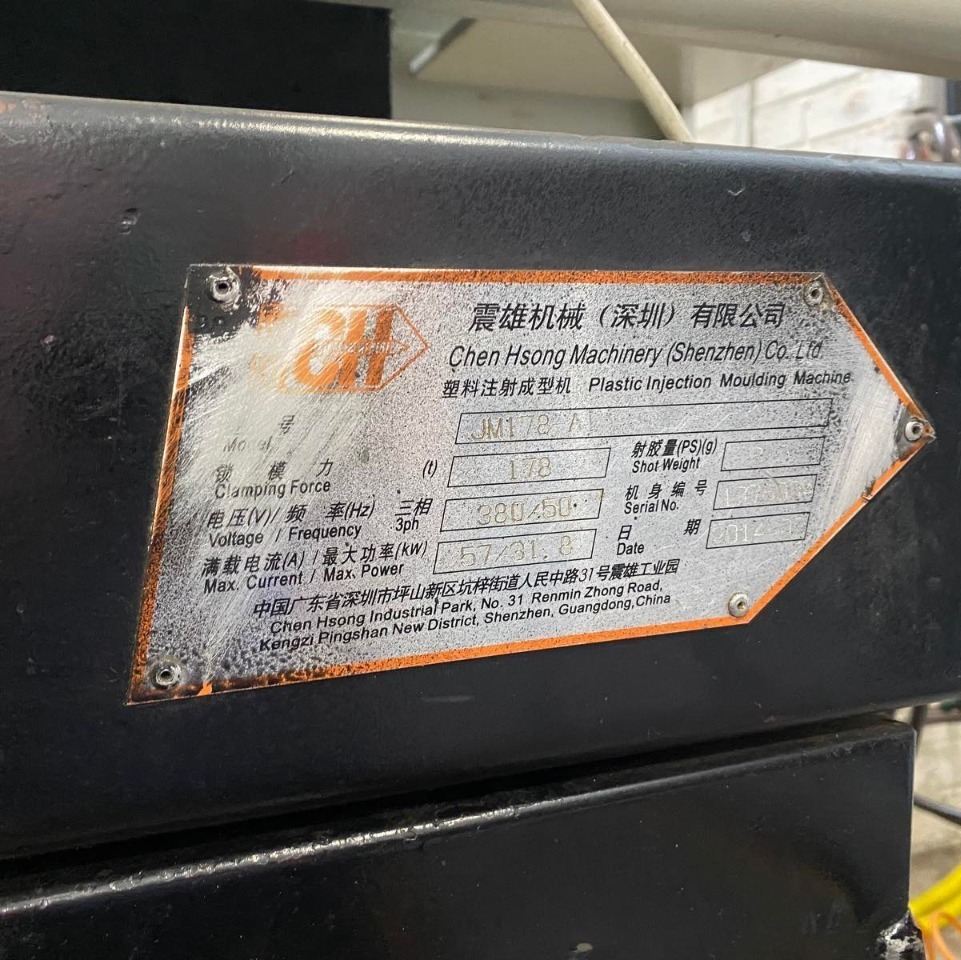 CH
震雄机械（深圳）有限公司
Chen Hsong Machinery (Shenzhen) Co. Ltd.
塑料注射成型机 Plastic Injection Moulding Machine
号 JM178 A
Model
锁模力 (t) 178 射胶量(PS)(g)
Clamping Force Shot Weight
电压(V)/频率(Hz) 三相 380/50 机身编号
Voltage / Frequency 3ph Serial No.
满载电流(A)/最大功率(kw) 57/31.8 日期
Max. Current / Max. Power Date
中国广东省深圳市坪山新区坑梓街道人民中路31号震雄工业园
Chen Hsong Industrial Park, No. 31 Renmin Zhong Road,
Kengzi Pingshan New District, Shenzhen, Guangdong,China